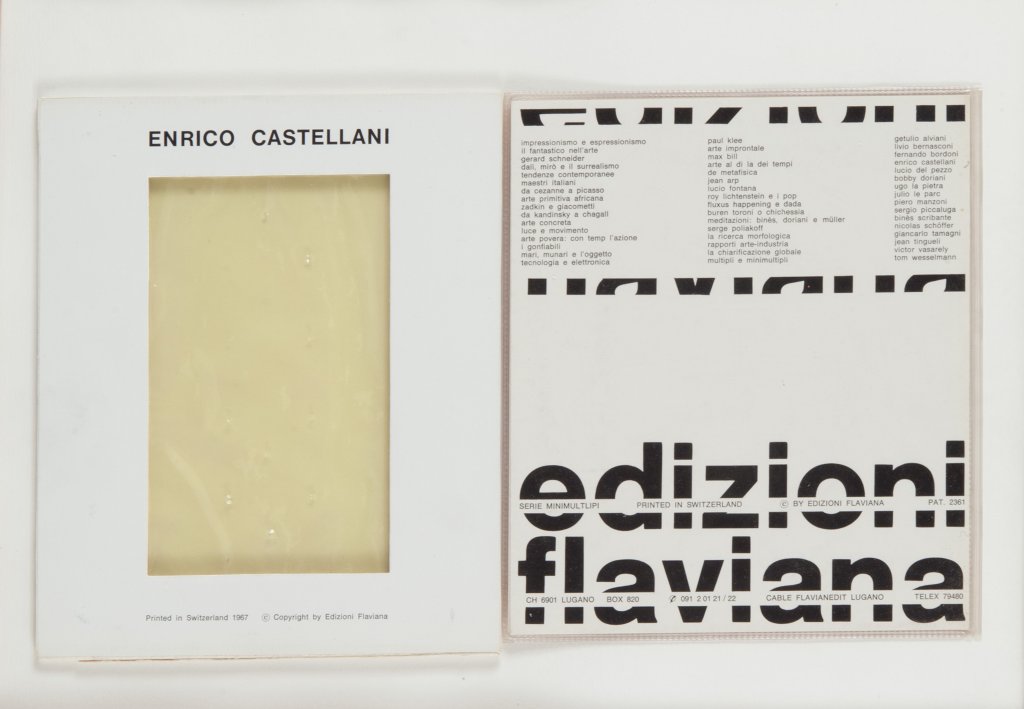 ENRICO CASTELLANI
Printed in Switzerland 1967 © Copyright by Edizioni Flaviana
edizioni
impressionismo e espressionismo
il fantastico nell'arte
gerard schneider
dalì, mirò e il surrealismo
tendenze contemporanee
maestri italiani
da cezanne a picasso
arte primitiva africana
zadkin e giacometti
da kandinsky a chagall
arte concreta
luce e movimento
arte povera: con temp l'azione
i gonfiabili
mari, munari e l'oggetto
tecnologia e elettronica
paul klee
arte improntale
max bill
arte al di la dei tempi
de metafisica
jean arp
lucio fontana
roy lichtenstein e i pop
fluxus happening e dada
buren toroni o chichessia
meditazioni: binès, doriani e müller
serge poliakoff
la ricerca morfologica
rapporti arte-industria
la chiarificazione globale
multipli e minimultipli
getulio alviani
livio bernasconi
fernando bordoni
enrico castellani
lucio del pezzo
bobby doriani
ugo la pietra
julio le parc
piero manzoni
sergio piccaluga
binès scribante
nicolas schöffer
giancarlo tamagni
jean tingueli
victor vasarely
tom wesselmann
flaviana
edizioni
SERIE MINIMULTLIPI PRINTED IN SWITZERLAND © BY EDIZIONI FLAVIANA PAT. 2361
flaviana
CH 6901 LUGANO BOX 820 ✆ 091 2 01 21 / 22 CABLE FLAVIANEDIT LUGANO TELEX 79480